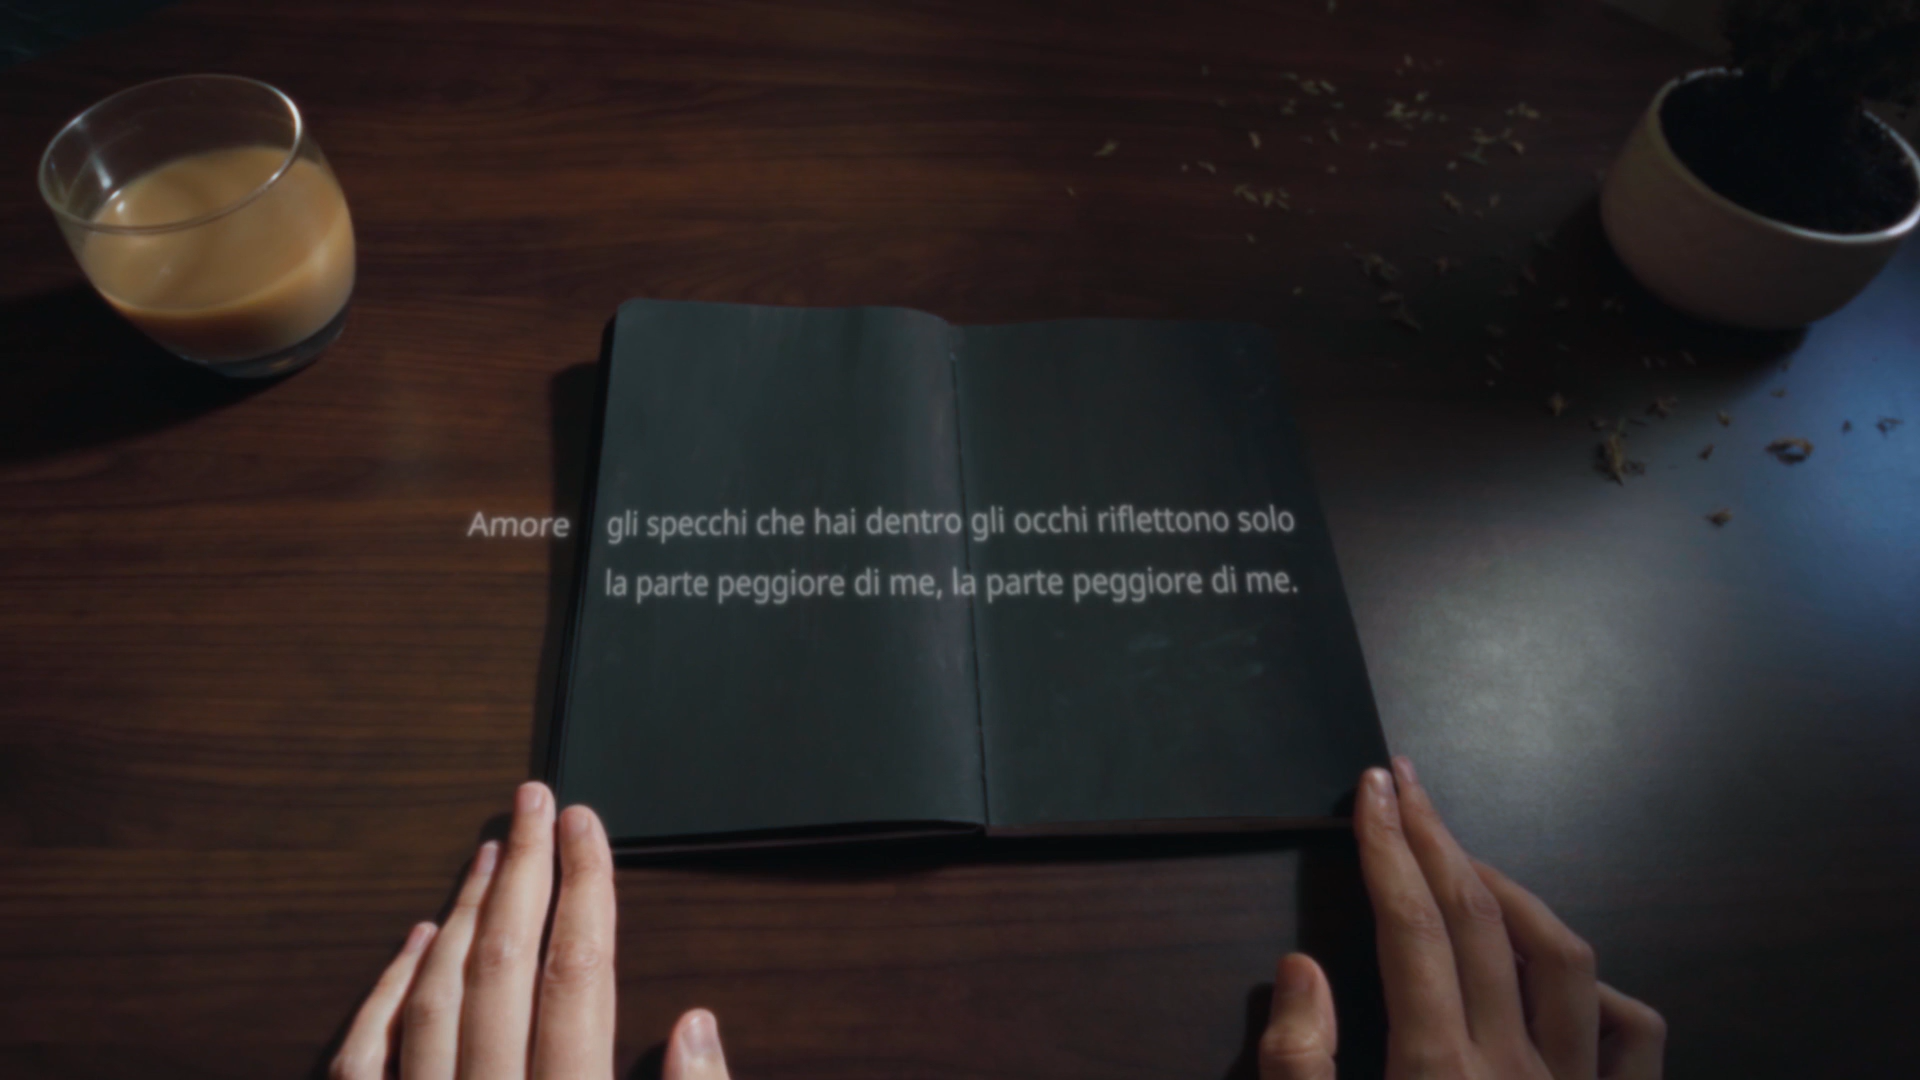 Amore gli specchi che hai dentro gli occhi riflettono solo
la parte peggiore di me, la parte peggiore di me.